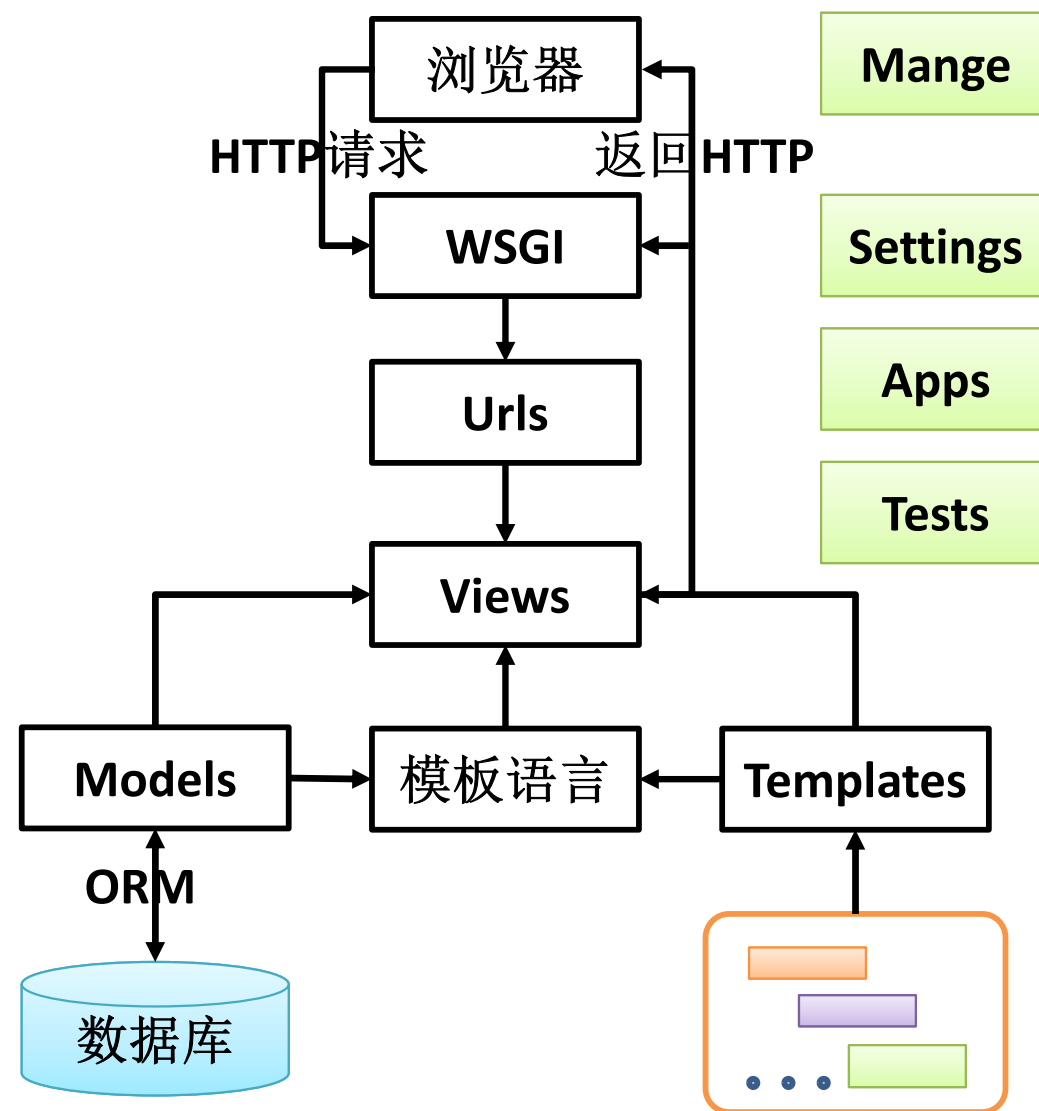 浏览器
Mange
HTTP请求
返回HTTP
WSGI
Settings
Urls
Apps
Tests
Views
Models
模板语言
Templates
ORM
数据库